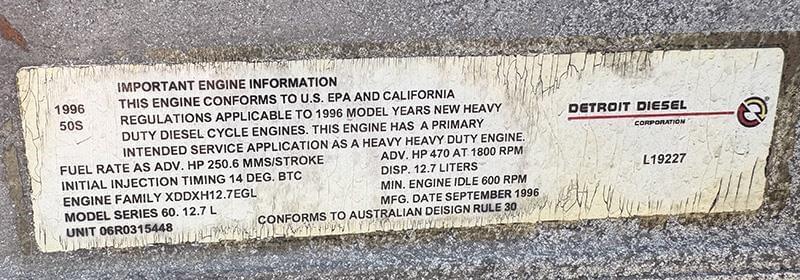 IMPORTANT ENGINE INFORMATION
1996
50S
THIS ENGINE CONFORMS TO U.S. EPA AND CALIFORNIA
REGULATIONS APPLICABLE TO 1996 MODEL YEARS NEW HEAVY
DUTY DIESEL CYCLE ENGINES. THIS ENGINE HAS A PRIMARY
INTENDED SERVICE APPLICATION AS A HEAVY HEAVY DUTY ENGINE.
FUEL RATE AS ADV. HP 250.6 MMS/STROKE
INITIAL INJECTION TIMING 14 DEG. BTC
ENGINE FAMILY XDDXH12.7EGL
MODEL SERIES 60. 12.7 L
UNIT 06R0315448
ADV. HP 470 AT 1800 RPM
DISP. 12.7 LITERS
MIN. ENGINE IDLE 600 RPM
MFG. DATE SEPTEMBER 1996
CONFORMS TO AUSTRALIAN DEISIGN RULE 30
DETROIT DIESEL
CORPORATION
L19227